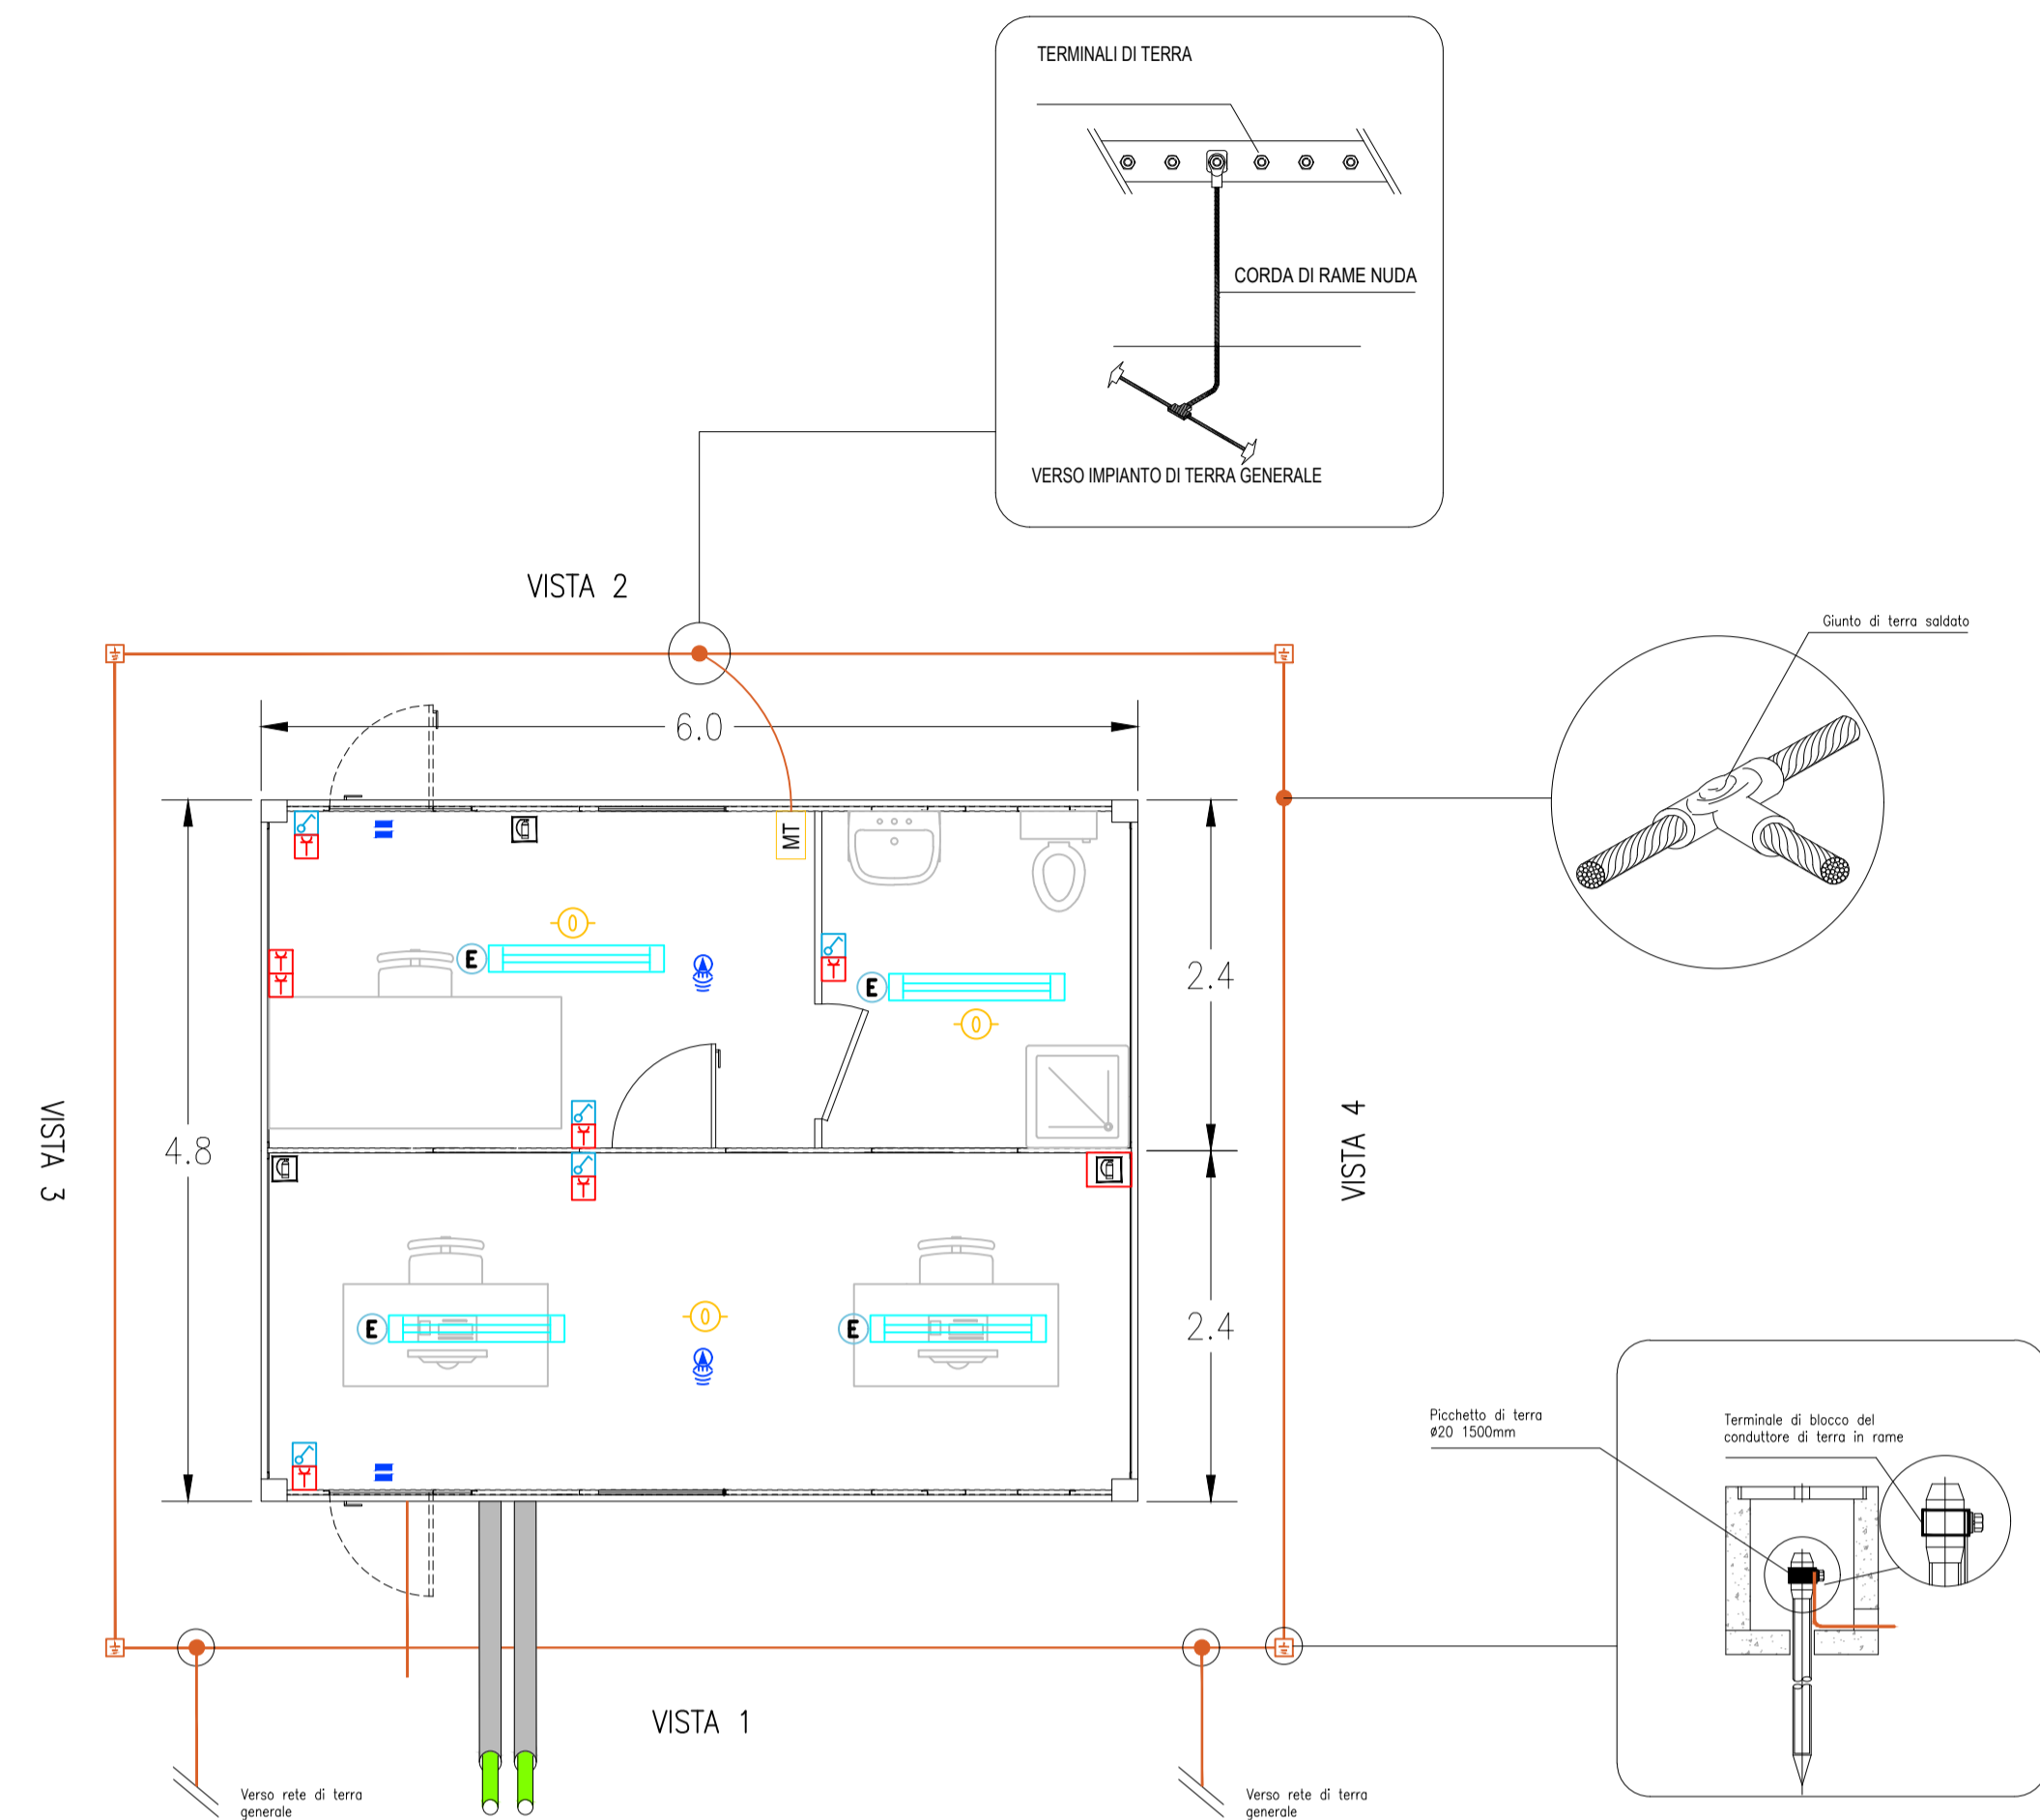 TERMINALI DI TERRA
CORDA DI RAME NUDA
VERSO IMPIANTO DI TERRA GENERALE
VISTA 2
Giunto di terra saldato
6.0
MT
E
E
2.4
VISTA 3
4.8
VISTA 4
E
E
2.4
Picchetto di terra
ø20 1500mm
Terminale di blocco del
conduttore di terra in rame
VISTA 1
Verso rete di terra
generale
Verso rete di terra
generale